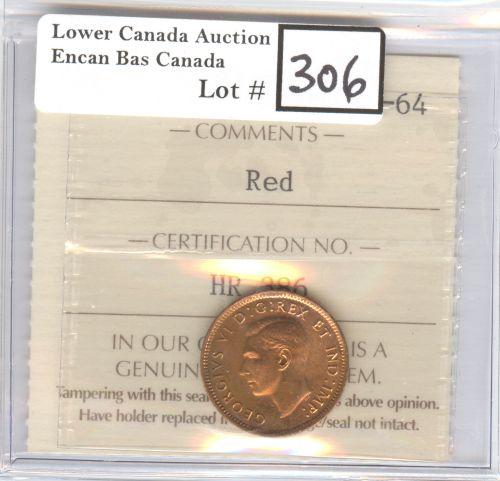 Lower Canada Auction
Encan Bas Canada
Lot # 306
-64
— COMMENTS —
Red
— CERTIFICATION NO. —
HR 386
IN OUR IS A
GENUIN EM.
Tampering with this sea above opinion.
Have holder replaced /seal not intact.
GEORGIVS VI D:G:REX ET IND:IMP: